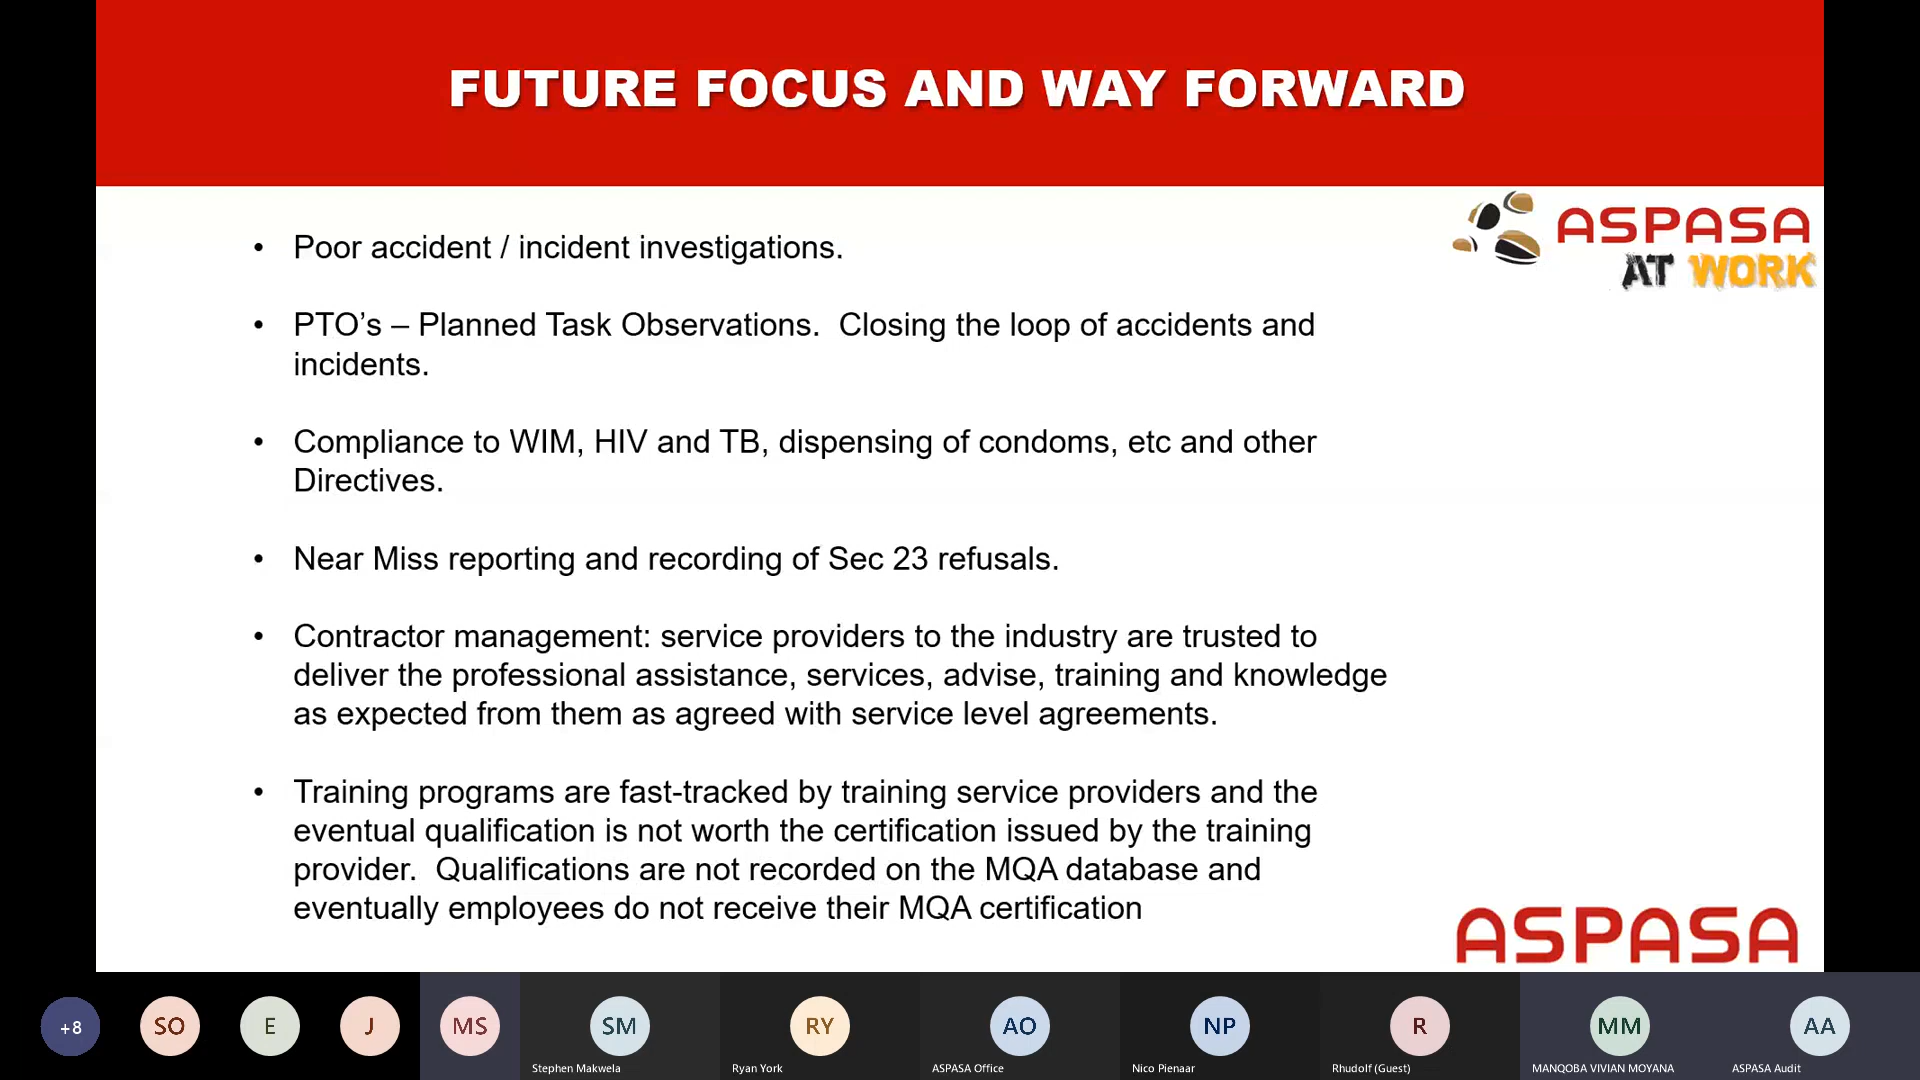 FUTURE FOCUS AND WAY FORWARD
ASPASA
AT WORK
• Poor accident / incident investigations.
• PTO’s – Planned Task Observations.  Closing the loop of accidents and
incidents.
• Compliance to WIM, HIV and TB, dispensing of condoms, etc and other
Directives.
• Near Miss reporting and recording of Sec 23 refusals.
• Contractor management: service providers to the industry are trusted to
deliver the professional assistance, services, advise, training and knowledge
as expected from them as agreed with service level agreements.
• Training programs are fast-tracked by training service providers and the
eventual qualification is not worth the certification issued by the training
provider.  Qualifications are not recorded on the MQA database and
eventually employees do not receive their MQA certification
ASPASA
+8 SO E J MS SM RY AO NP R MM AA
Stephen Makwela Ryan York ASPASA Office Nico Pienaar Rhudolf (Guest) MANQOBA VIVIAN MOYANA ASPASA Audit